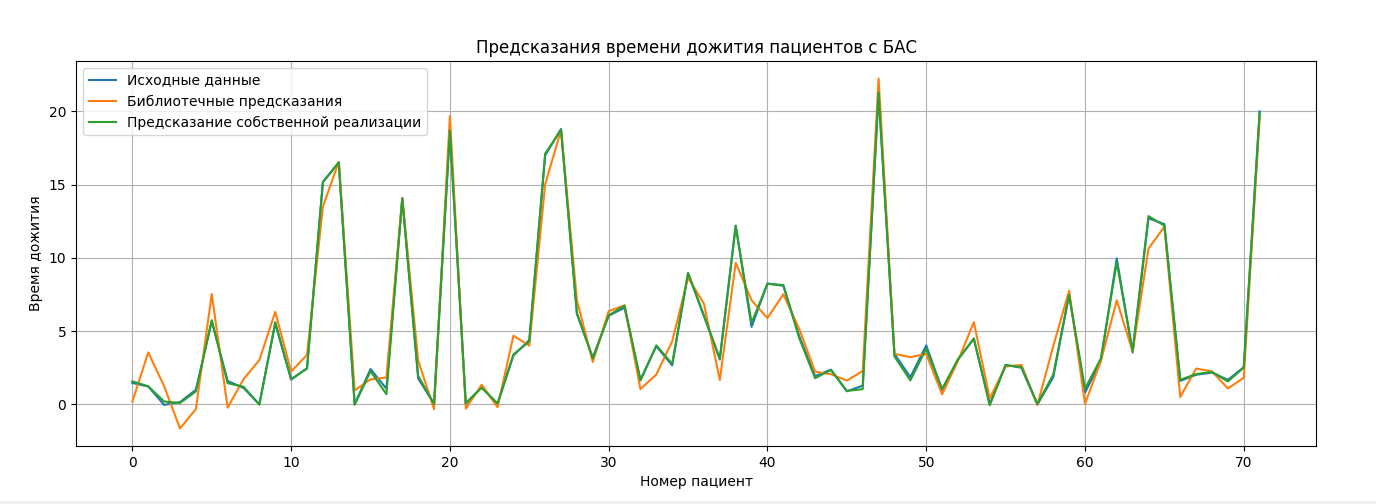 Предсказания времени дожития пациентов с БАС
Исходные данные
Библиотечные предсказания
Предсказание собственной реализации
Время дожития
20
15
10
5
0
0 10 20 30 40 50 60 70
Номер пациент